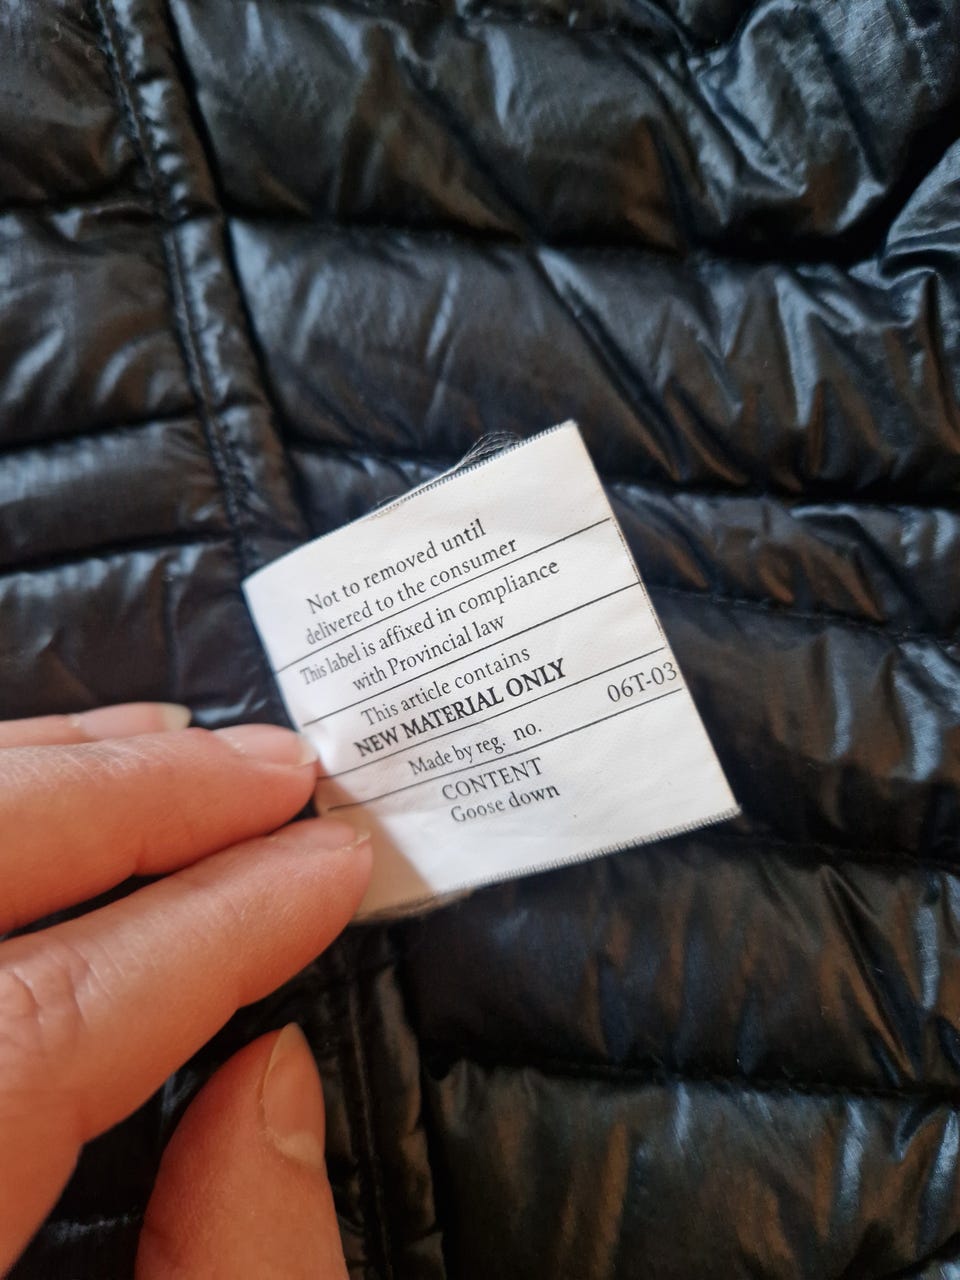 Not to removed until
delivered to the consumer
This label is affixed in compliance
with Provincial law
This article contains
NEW MATERIAL ONLY
Made by reg. no. 06T-03
CONTENT
Goose down